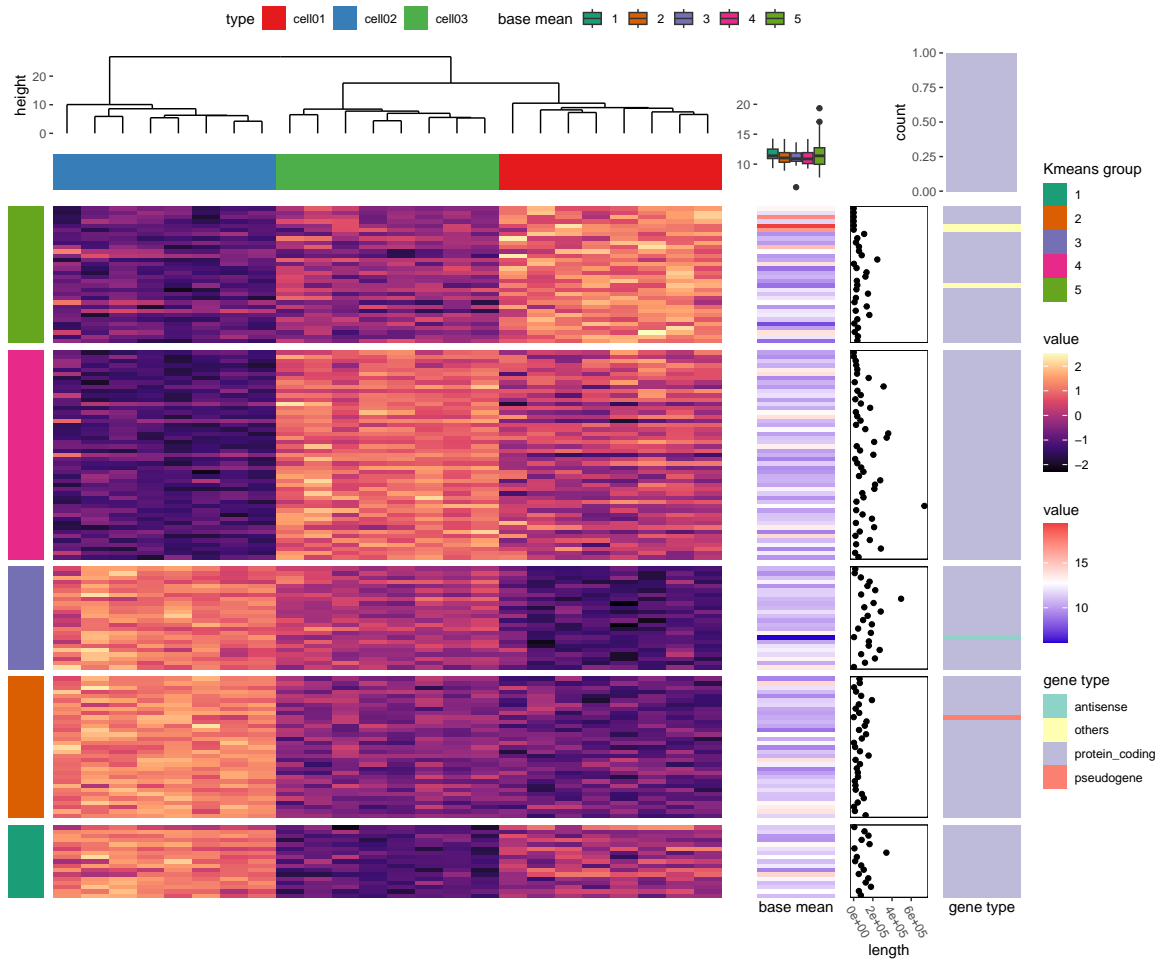 type cell01 cell02 cell03 base mean 1 2 3 4 5
height
20
10
0
20
15
10
count
1.00
0.75
0.50
0.25
0.00
Kmeans group
1
2
3
4
5
value
2
1
0
−1
−2
value
15
10
gene type
antisense
others
protein_coding
pseudogene
base mean
0e+00
2e+05
4e+05
6e+05
length
gene type